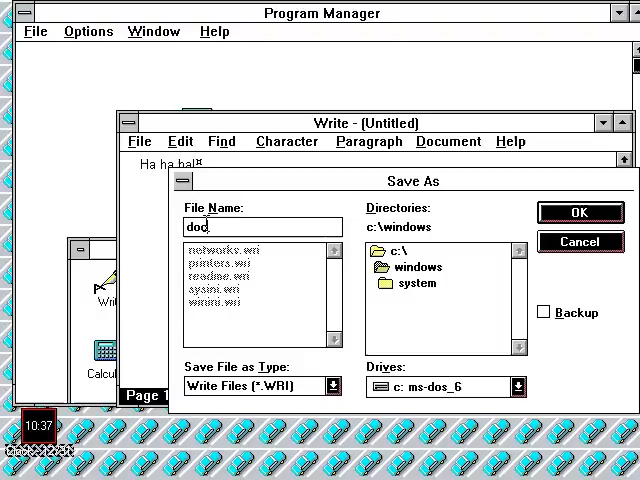 Program Manager
File Options Window Help
Write - (Untitled)
File Edit Find Character Paragraph Document Help
Ha ha ha!¤
Save As
File Name:
doc
networks.wri
printers.wri
readme.wri
sysini.wri
winini.wri
Save File as Type:
Write Files (*.WRI)
Directories:
c:\windows
c:\
windows
system
Drives:
c: ms-dos_6
OK
Cancel
Backup
Writ
Calcul
Page 1
10:37